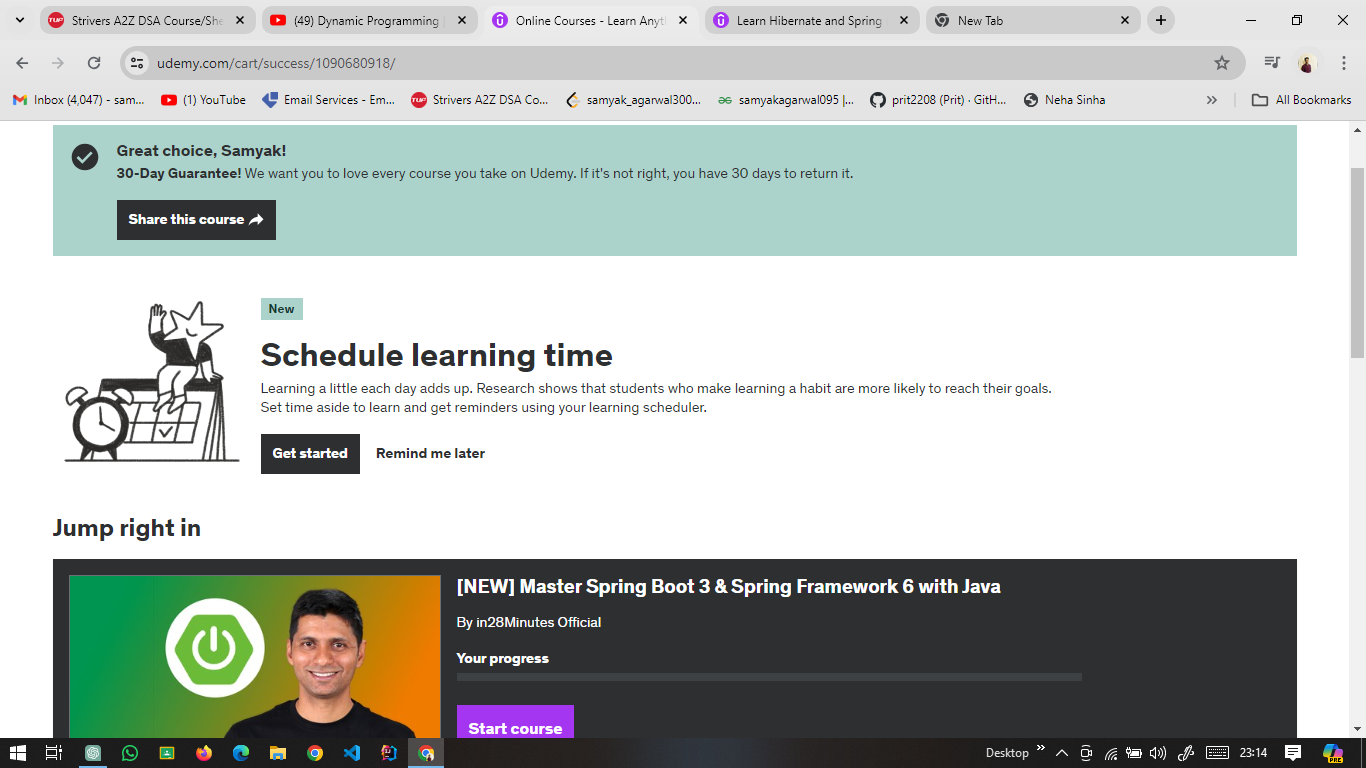 Strivers A2Z DSA Course/She
(49) Dynamic Programming
Online Courses - Learn Anyt
Learn Hibernate and Spring
New Tab
udemy.com/cart/success/1090680918/
Inbox (4,047) - sam...
(1) YouTube
Email Services - Em...
Strivers A2Z DSA Co...
samyak_agarwal300...
samyakagarwal095 |...
prit2208 (Prit) · GitH...
Neha Sinha
All Bookmarks
Great choice, Samyak!
30-Day Guarantee! We want you to love every course you take on Udemy. If it's not right, you have 30 days to return it.
Share this course
New
Schedule learning time
Learning a little each day adds up. Research shows that students who make learning a habit are more likely to reach their goals.
Set time aside to learn and get reminders using your learning scheduler.
Get started
Remind me later
Jump right in
[NEW] Master Spring Boot 3 & Spring Framework 6 with Java
By in28Minutes Official
Your progress
Start course
Desktop
23:14